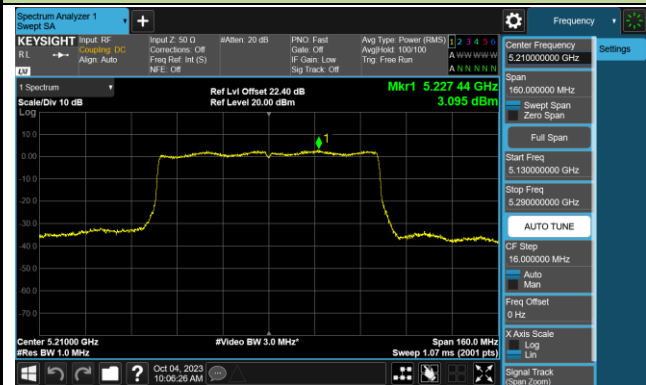 Spectrum Analyzer 1
Swept SA
Frequency
KEYSIGHT
RL
Input: RF
Coupling: DC
Align: Auto
Input Z: 50 Ω
Corrections: Off
Freq Ref: Int (S)
NFE: Off
#Atten: 20 dB
PNO: Fast
Gate: Off
IF Gain: Low
Sig Track: Off
Avg Type: Power (RMS)
Avg|Hold: 100/100
Trig: Free Run
1 2 3 4 5 6
A W W W W W
A N N N N N
1 Spectrum
Scale/Div 10 dB
Log
Ref Lvl Offset 22.40 dB
Ref Level 20.00 dBm
Mkr1 5.227 44 GHz
3.095 dBm
1
10.0
0.00
-10.0
-20.0
-30.0
-40.0
-50.0
-60.0
-70.0
Center 5.21000 GHz
#Res BW 1.0 MHz
#Video BW 3.0 MHz*
Span 160.0 MHz
Sweep 1.07 ms (2001 pts)
Oct 04, 2023
10:06:26 AM
Center Frequency
5.210000000 GHz
Settings
Span
160.000000 MHz
Swept Span
Zero Span
Full Span
Start Freq
5.130000000 GHz
Stop Freq
5.290000000 GHz
AUTO TUNE
CF Step
16.000000 MHz
Auto
Man
Freq Offset
0 Hz
X Axis Scale
Log
Lin
Signal Track
(Span Zoom)